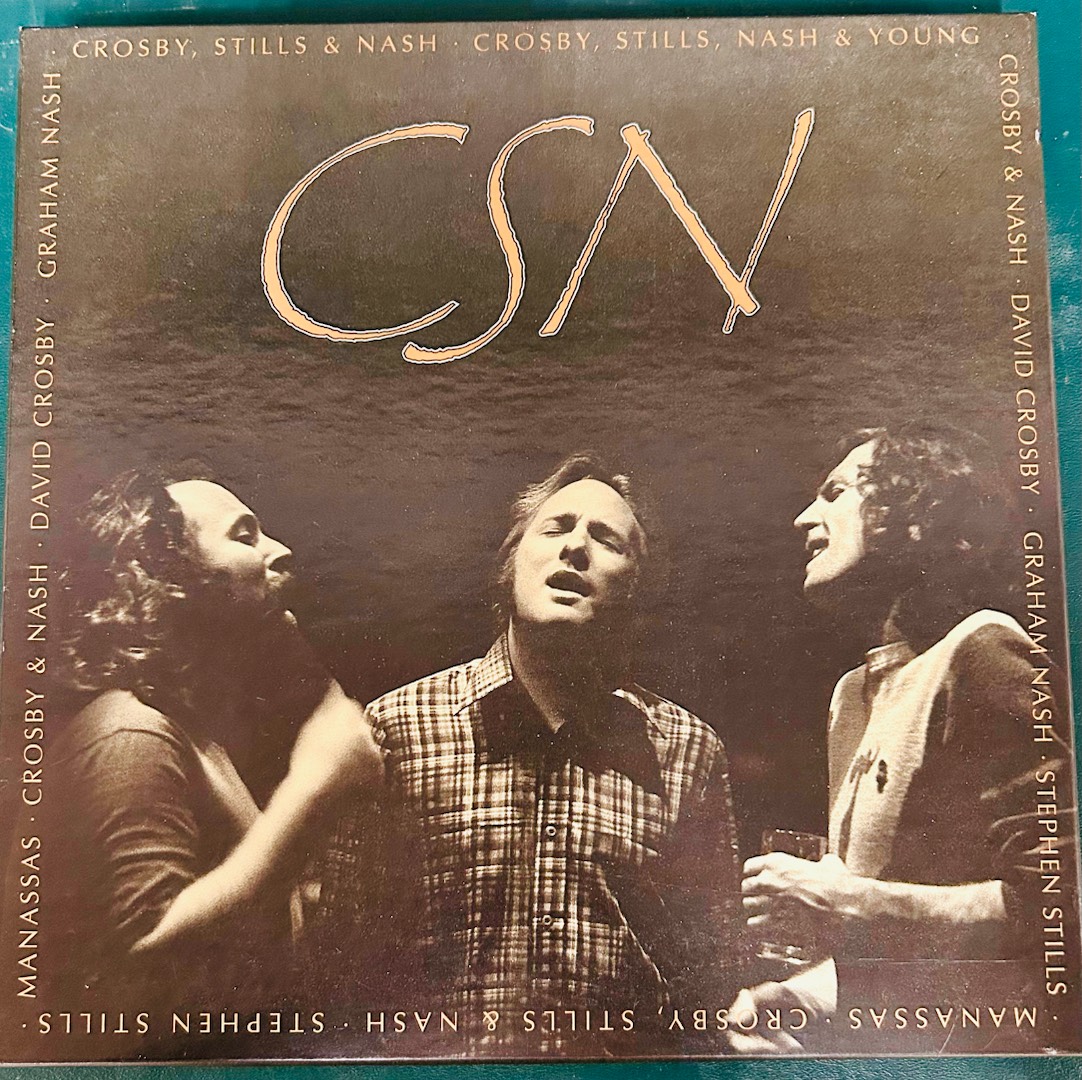 · CROSBY, STILLS & NASH · CROSBY, STILLS, NASH & YOUNG ·
CROSBY & NASH · DAVID CROSBY · GRAHAM NASH · STEPHEN STILLS
· MANASSAS · CROSBY, STILLS & NASH · STEPHEN STILLS ·
MANASSAS · CROSBY & NASH · DAVID CROSBY · GRAHAM NASH
CSN